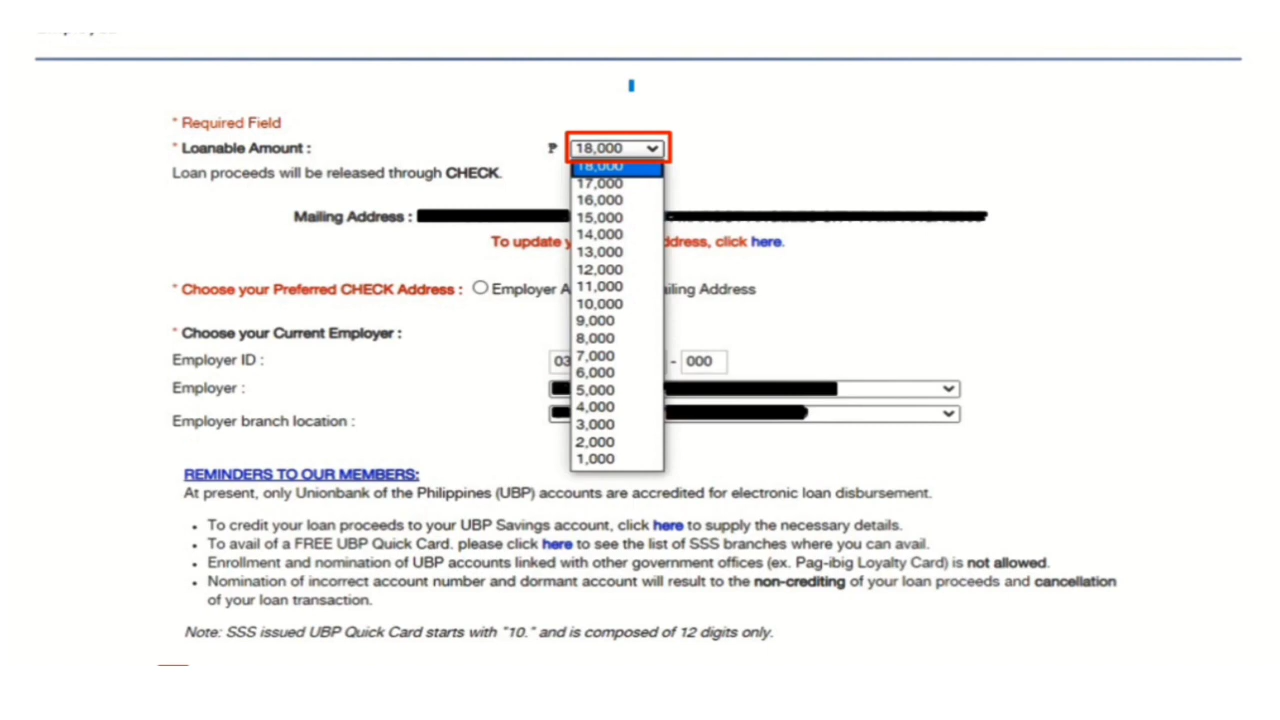 * Required Field
* Loanable Amount : ₱ 18,000
Loan proceeds will be released through CHECK.
18,000
17,000
16,000
15,000
14,000
13,000
12,000
11,000
10,000
9,000
8,000
7,000
6,000
5,000
4,000
3,000
2,000
1,000
Mailing Address :
To update ddress, click here.
* Choose your Preferred CHECK Address : Employer A iling Address
* Choose your Current Employer :
Employer ID : 03 - 000
Employer :
Employer branch location :
REMINDERS TO OUR MEMBERS:
At present, only Unionbank of the Philippines (UBP) accounts are accredited for electronic loan disbursement.
• To credit your loan proceeds to your UBP Savings account, click here to supply the necessary details.
• To avail of a FREE UBP Quick Card. please click here to see the list of SSS branches where you can avail.
• Enrollment and nomination of UBP accounts linked with other government offices (ex. Pag-ibig Loyalty Card) is not allowed.
• Nomination of incorrect account number and dormant account will result to the non-crediting of your loan proceeds and cancellation
of your loan transaction.
Note: SSS issued UBP Quick Card starts with "10." and is composed of 12 digits only.